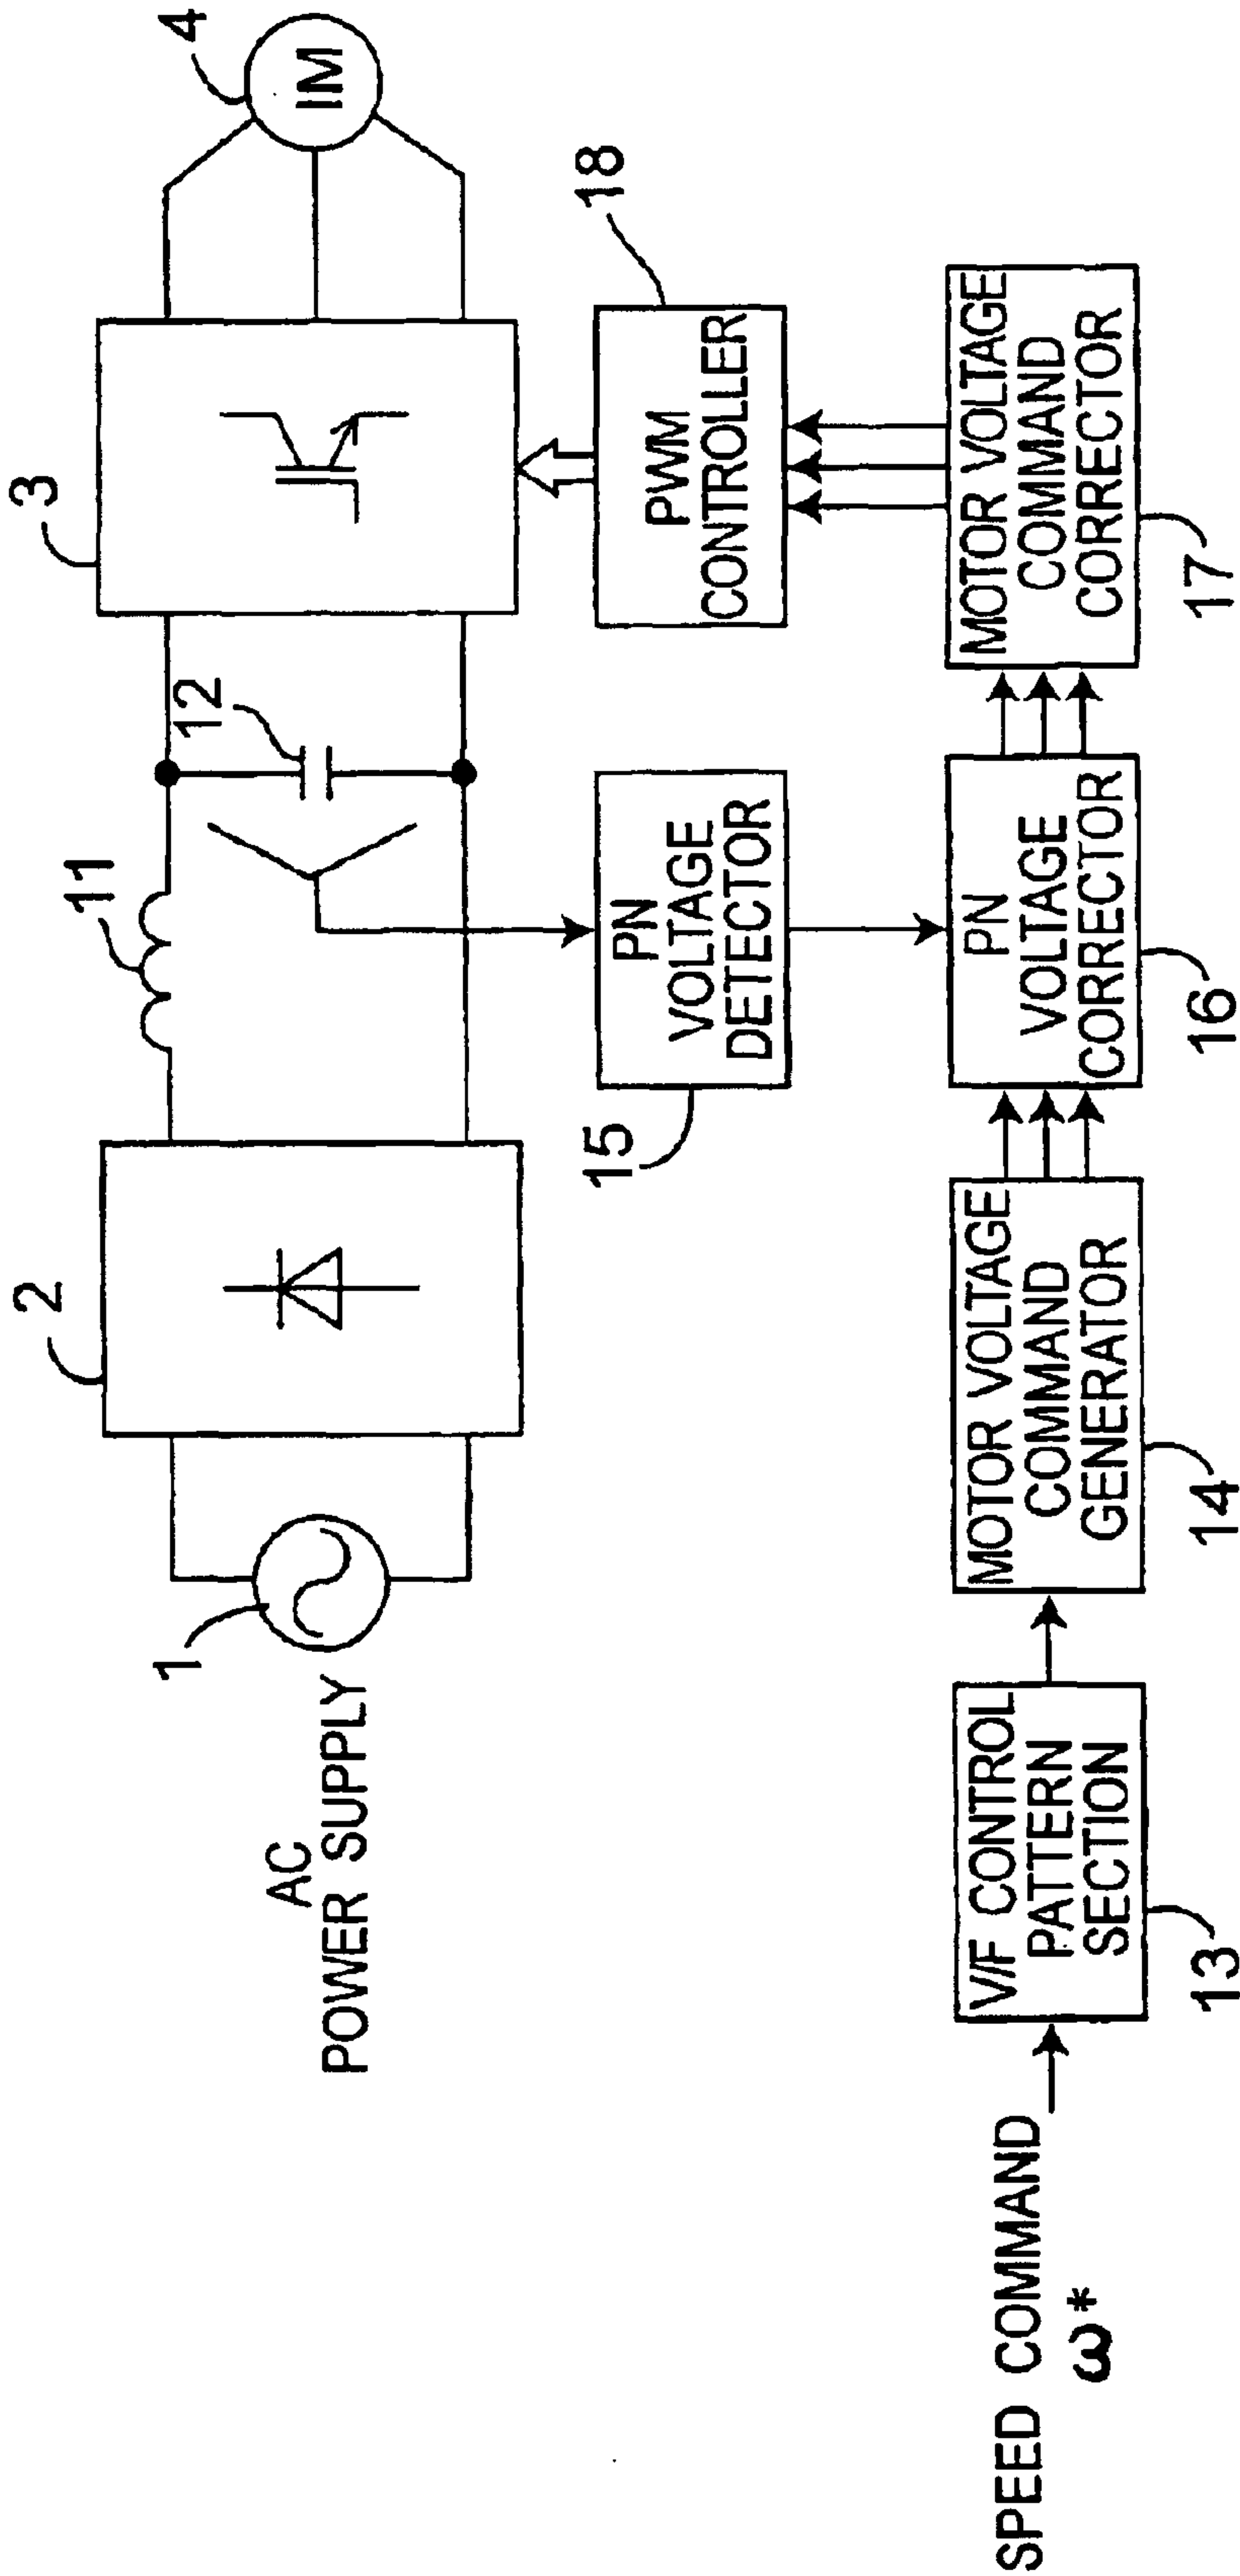 1
AC
POWER SUPPLY
2
11
12
3
4
IM
15
PN
VOLTAGE
DETECTOR
PWM
CONTROLLER
18
SPEED COMMAND
ω*
V/F CONTROL
PATTERN
SECTION
13
MOTOR VOLTAGE
COMMAND
GENERATOR
14
PN
VOLTAGE
CORRECTOR
16
MOTOR VOLTAGE
COMMAND
CORRECTOR
17